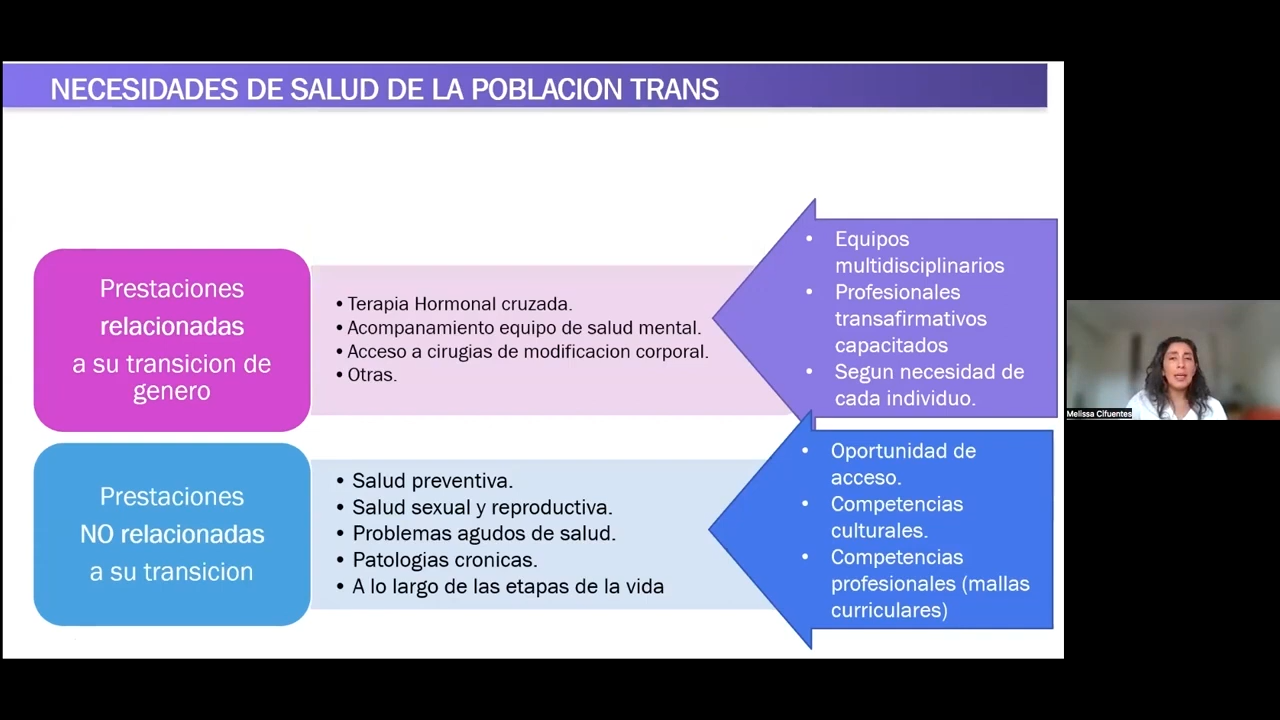 NECESIDADES DE SALUD DE LA POBLACION TRANS
Prestaciones
relacionadas
a su transicion de
genero
• Terapia Hormonal cruzada.
• Acompanamiento equipo de salud mental.
• Acceso a cirugias de modificacion corporal.
• Otras.
• Equipos
multidisciplinarios
• Profesionales
transafirmativos
capacitados
• Segun necesidad de
cada individuo.
Prestaciones
NO relacionadas
a su transicion
• Salud preventiva.
• Salud sexual y reproductiva.
• Problemas agudos de salud.
• Patologias cronicas.
• A lo largo de las etapas de la vida
• Oportunidad de
acceso.
• Competencias
culturales.
• Competencias
profesionales (mallas
curriculares)
Melissa Cifuentes